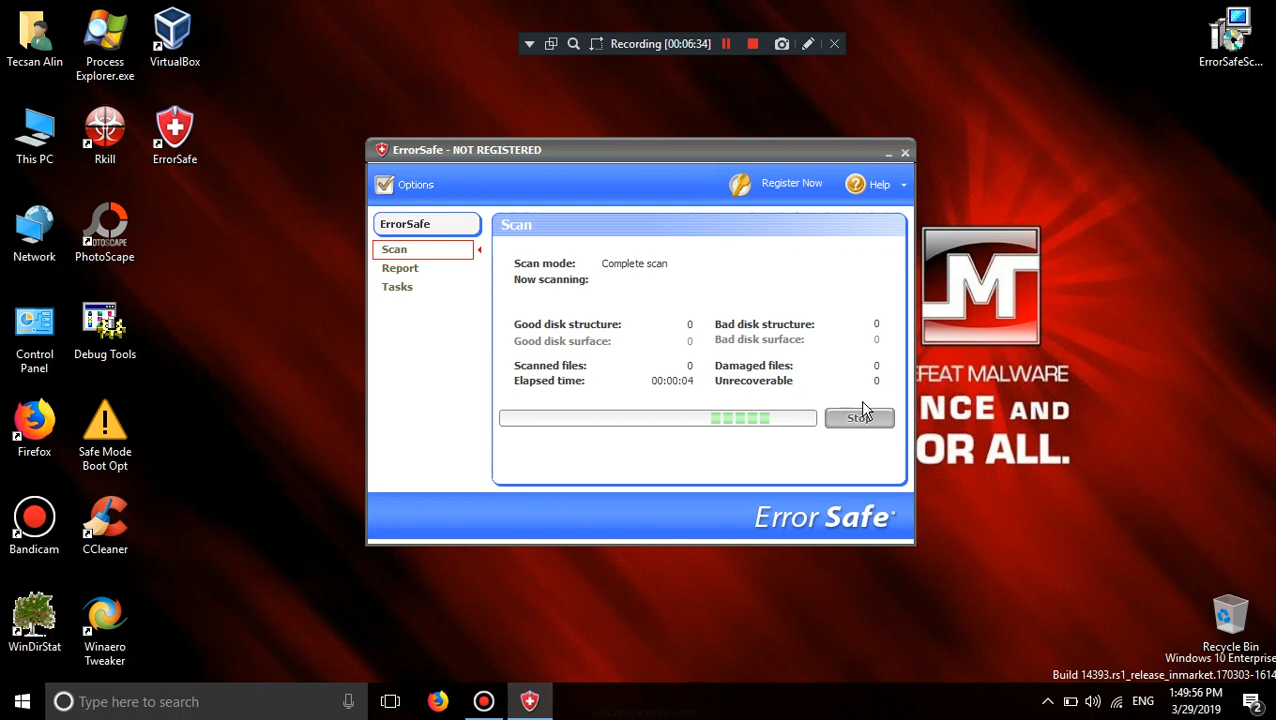 Recording [00:06:34]
Tecsan Alin
Process
Explorer.exe
VirtualBox
ErrorSafeSc...
This PC
Rkill
ErrorSafe
Network
PHOTOSCAPE
PhotoScape
Control
Panel
Debug Tools
Firefox
Safe Mode
Boot Opt
Bandicam
CCleaner
WinDirStat
Winaero
Tweaker
ErrorSafe - NOT REGISTERED
Options
Register Now
Help
ErrorSafe
Scan
Report
Tasks
Scan
Scan mode: Complete scan
Now scanning:
Good disk structure: 0 Bad disk structure: 0
Good disk surface: 0 Bad disk surface: 0
Scanned files: 0 Damaged files: 0
Elapsed time: 00:00:04 Unrecoverable 0
Stop
Error Safe
M
EFEAT MALWARE
NCE AND
OR ALL.
Recycle Bin
Windows 10 Enterprise
Build 14393.rs1_release_inmarket.170303-1614
Type here to search
ENG
1:49:56 PM
3/29/2019
2